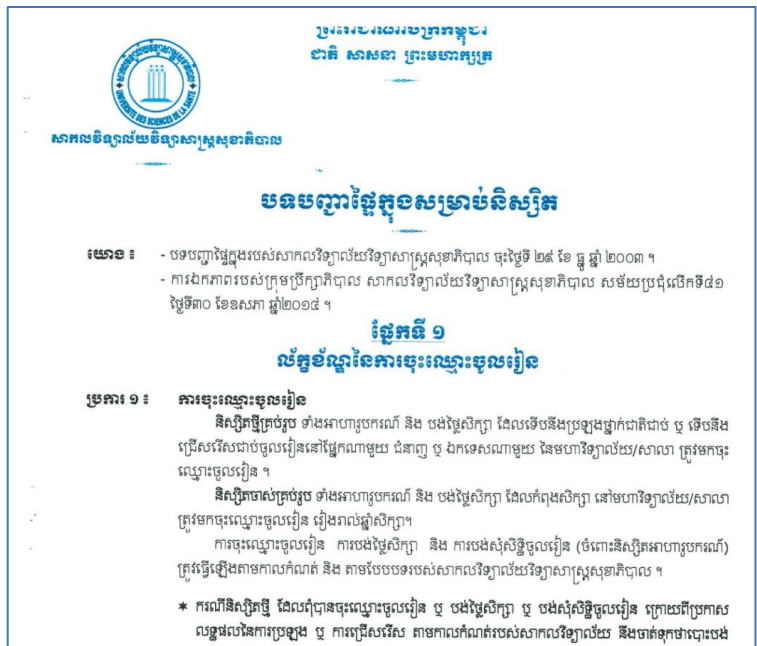 ព្រះរាជាណាចក្រកម្ពុជា
ជាតិ សាសនា ព្រះមហាក្សត្រ
UNIVERSITE DES SCIENCES DE LA SANTE
សាកលវិទ្យាល័យវិទ្យាសាស្ត្រសុខាភិបាល
បទបញ្ជាផ្ទៃក្នុងសម្រាប់និស្សិត
យោង ៖ - បទបញ្ជាផ្ទៃក្នុងរបស់សាកលវិទ្យាល័យវិទ្យាសាស្ត្រសុខាភិបាល ចុះថ្ងៃទី ២៩ ខែ ធ្នូ ឆ្នាំ ២០០៣ ។
- ការឯកភាពរបស់ក្រុមប្រឹក្សាភិបាល សាកលវិទ្យាល័យវិទ្យាសាស្ត្រសុខាភិបាល សម័យប្រជុំលើកទី៤១
ថ្ងៃទី៣០ ខែឧសភា ឆ្នាំ២០១៤ ។
ផ្នែកទី ១
ល័ក្ខខ័ណ្ឌនៃការចុះឈ្មោះចូលរៀន
ប្រការ ១ ៖ ការចុះឈ្មោះចូលរៀន
និស្សិតថ្មីគ្រប់រូប ទាំងអាហារូបករណ៍ និង បង់ថ្លៃសិក្សា ដែលទើបនឹងប្រឡងថ្នាក់ជាតិជាប់ ឬ ទើបនឹង
ជ្រើសរើសជាប់ចូលរៀននៅផ្នែកណាមួយ ជំនាញ ឬ ឯកទេសណាមួយ នៃមហាវិទ្យាល័យ/សាលា ត្រូវមកចុះ
ឈ្មោះចូលរៀន ។
និស្សិតចាស់គ្រប់រូប ទាំងអាហារូបករណ៍ និង បង់ថ្លៃសិក្សា ដែលកំពុងសិក្សា នៅមហាវិទ្យាល័យ/សាលា
ត្រូវមកចុះឈ្មោះចូលរៀន រៀងរាល់ឆ្នាំសិក្សា។
ការចុះឈ្មោះចូលរៀន ការបង់ថ្លៃសិក្សា និង ការបង់សុំសិទ្ធិចូលរៀន (ចំពោះនិស្សិតអាហារូបករណ៍)
ត្រូវធ្វើឡើងតាមកាលកំណត់ និង តាមបែបបទរបស់សាកលវិទ្យាល័យវិទ្យាសាស្ត្រសុខាភិបាល ។
* ករណីនិស្សិតថ្មី ដែលពុំបានចុះឈ្មោះចូលរៀន ឬ បង់ថ្លៃសិក្សា ឬ បង់សុំសិទ្ធិចូលរៀន ក្រោយពីប្រកាស
លទ្ធផលនៃការប្រឡង ឬ ការជ្រើសរើស តាមកាលកំណត់របស់សាកលវិទ្យាល័យ នឹងចាត់ទុកថាបោះបង់